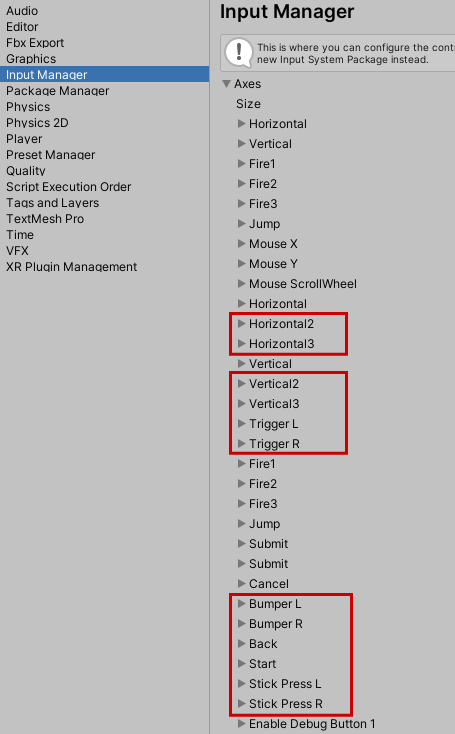 Audio
Editor
Fbx Export
Graphics
Input Manager
Package Manager
Physics
Physics 2D
Player
Preset Manager
Quality
Script Execution Order
Tags and Layers
TextMesh Pro
Time
VFX
XR Plugin Management
Input Manager
This is where you can configure the cont
new Input System Package instead.
Axes
Size
Horizontal
Vertical
Fire1
Fire2
Fire3
Jump
Mouse X
Mouse Y
Mouse ScrollWheel
Horizontal
Horizontal2
Horizontal3
Vertical
Vertical2
Vertical3
Trigger L
Trigger R
Fire1
Fire2
Fire3
Jump
Submit
Submit
Cancel
Bumper L
Bumper R
Back
Start
Stick Press L
Stick Press R
Enable Debug Button 1